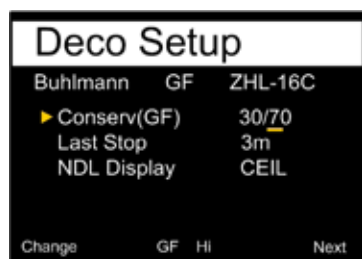 Deco Setup
Buhlmann GF ZHL-16C
Conserv(GF) 30/70
Last Stop 3m
NDL Display CEIL
Change GF Hi Next